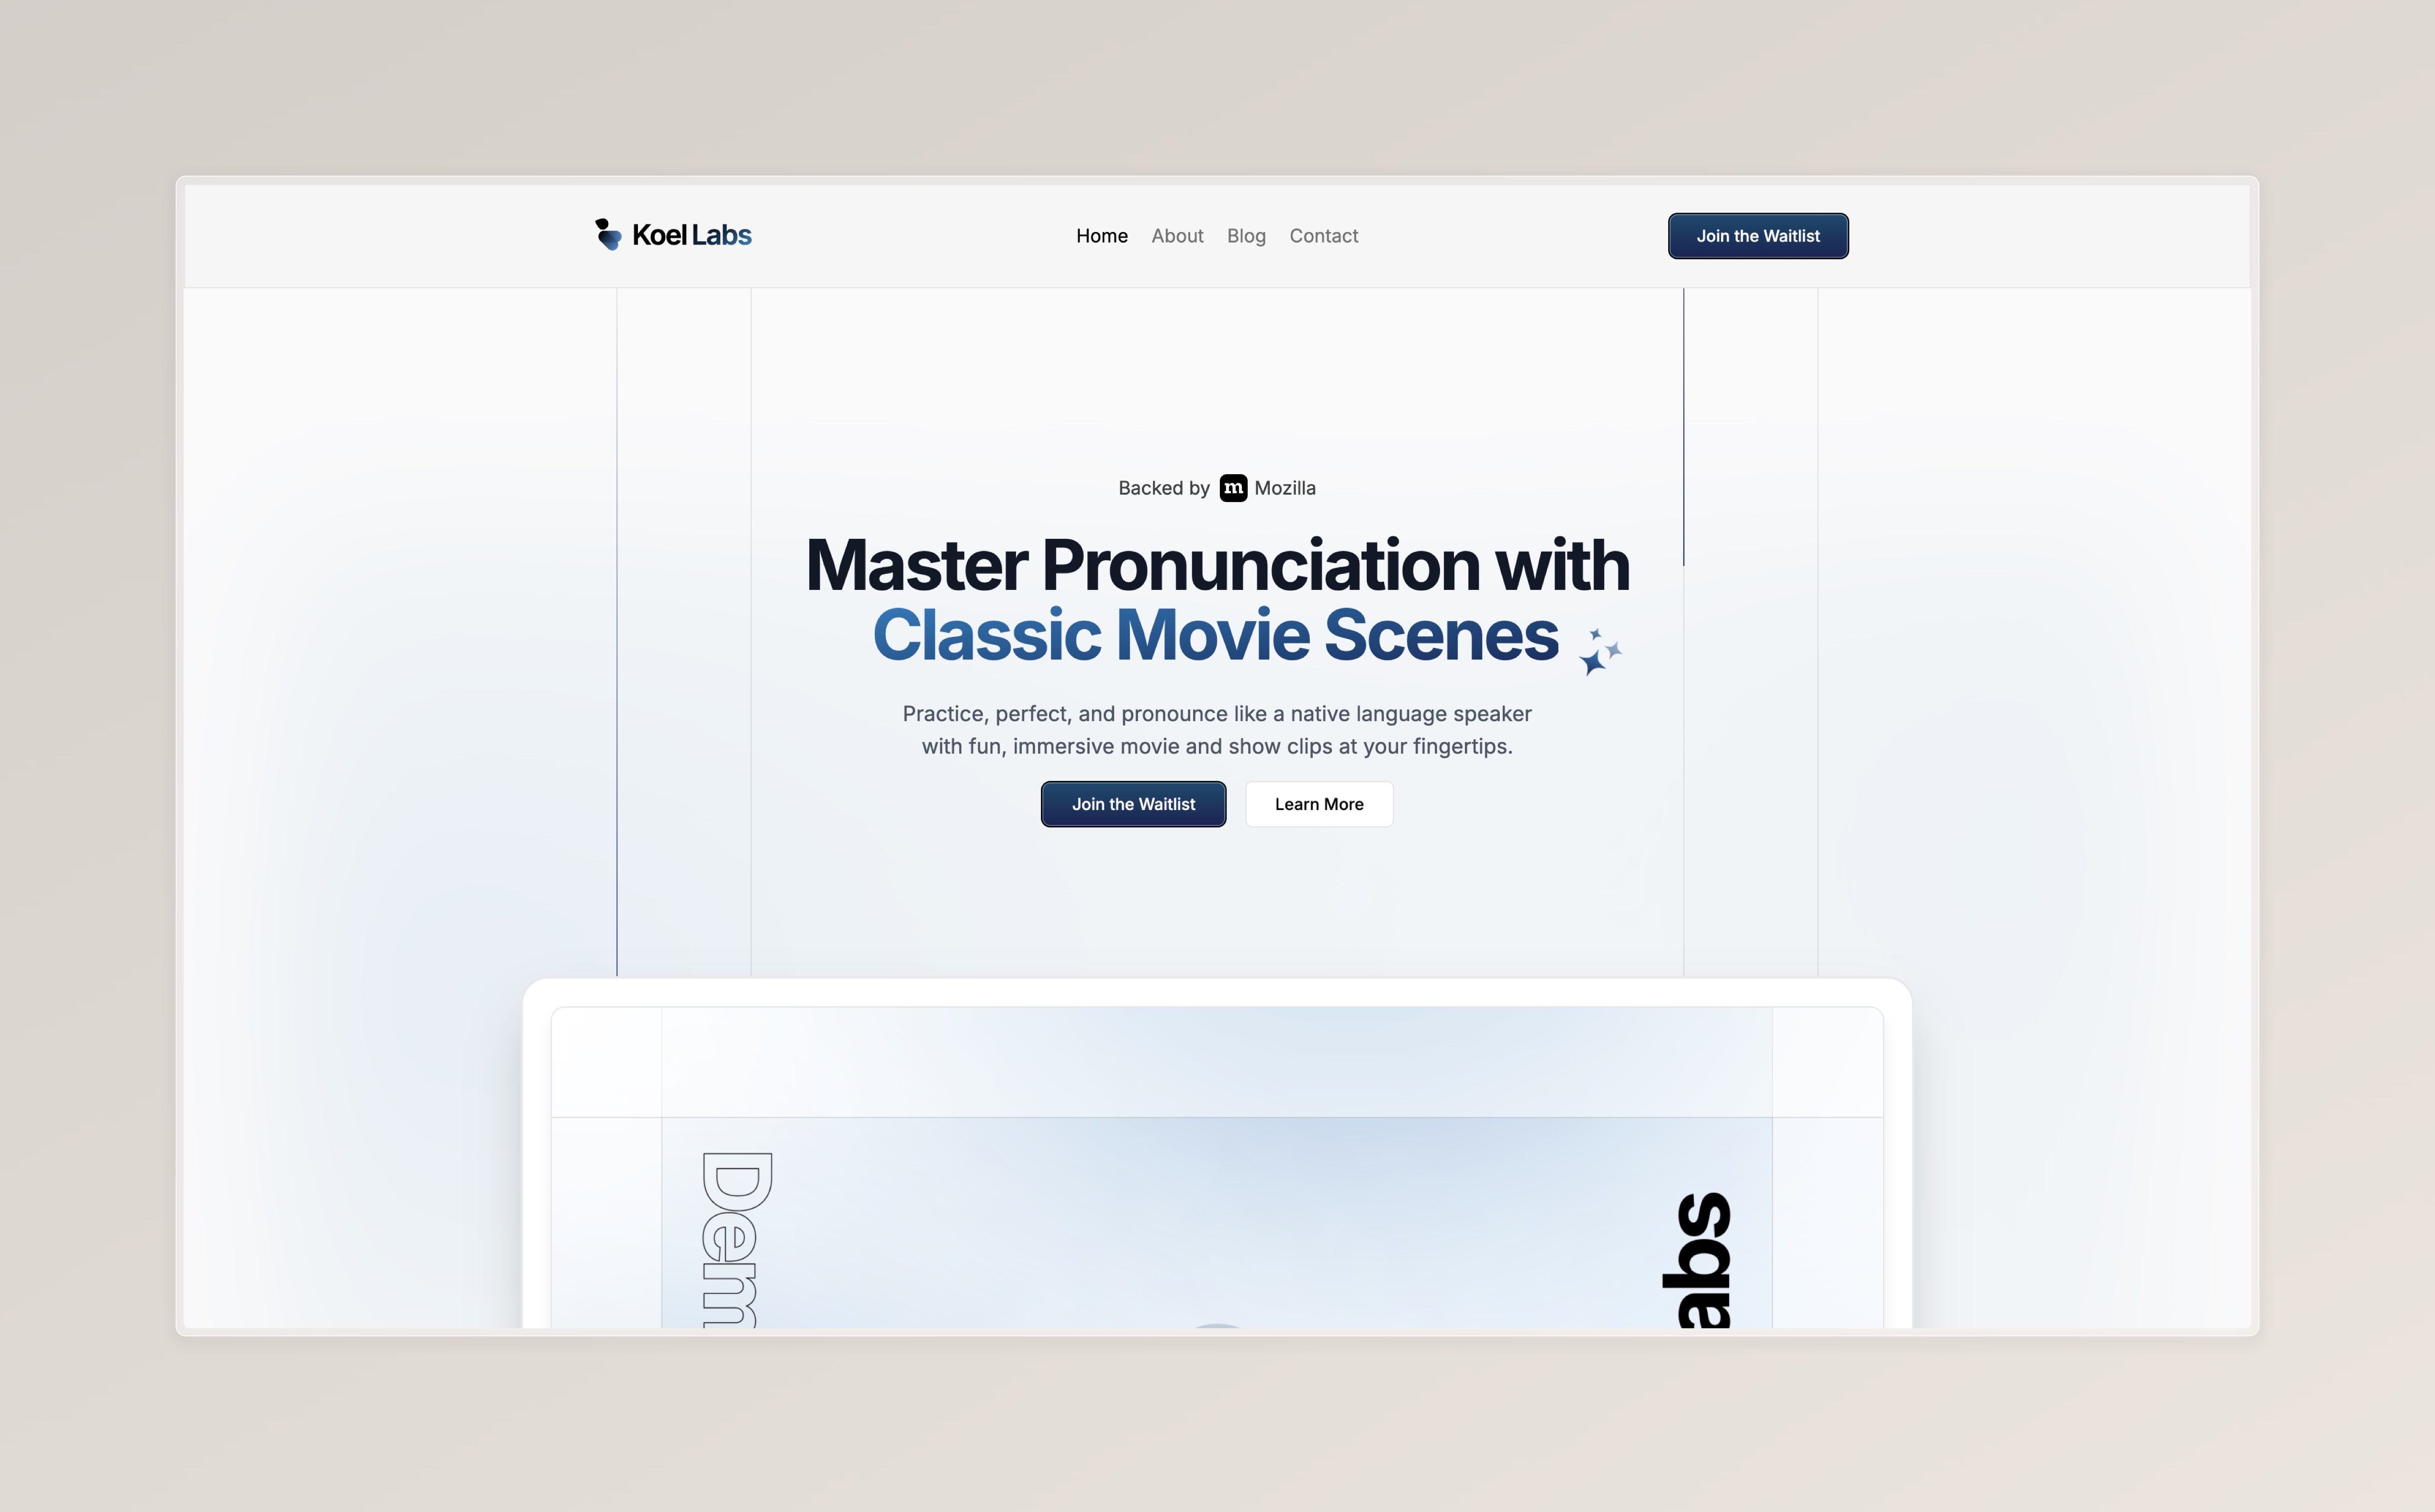 Koel Labs
Home About Blog Contact
Join the Waitlist
Backed by m Mozilla
Master Pronunciation with
Classic Movie Scenes
Practice, perfect, and pronounce like a native language speaker
with fun, immersive movie and show clips at your fingertips.
Join the Waitlist
Learn More
Dem
abs